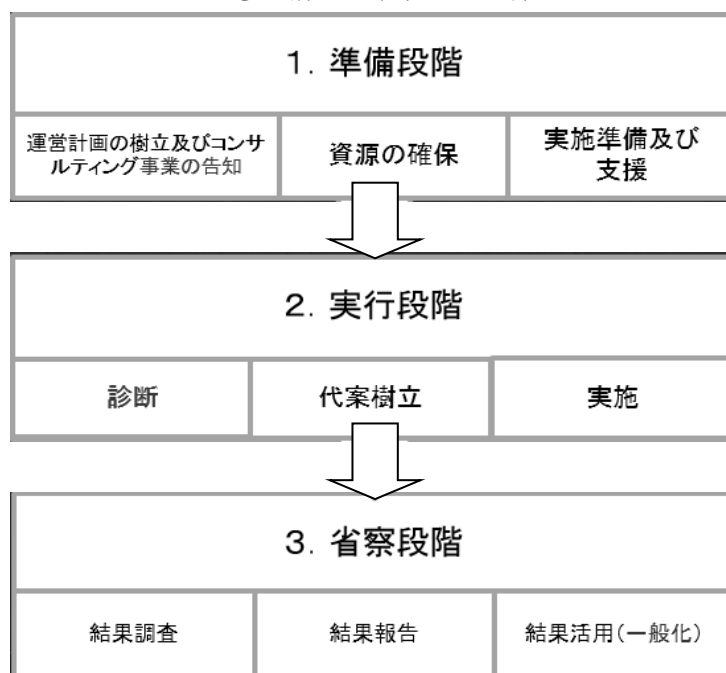 1. 準備段階
運営計画の樹立及びコンサ
ルティング事業の告知
資源の確保
実施準備及び
支援
2. 実行段階
診断
代案樹立
実施
3. 省察段階
結果調査
結果報告
結果活用(一般化)